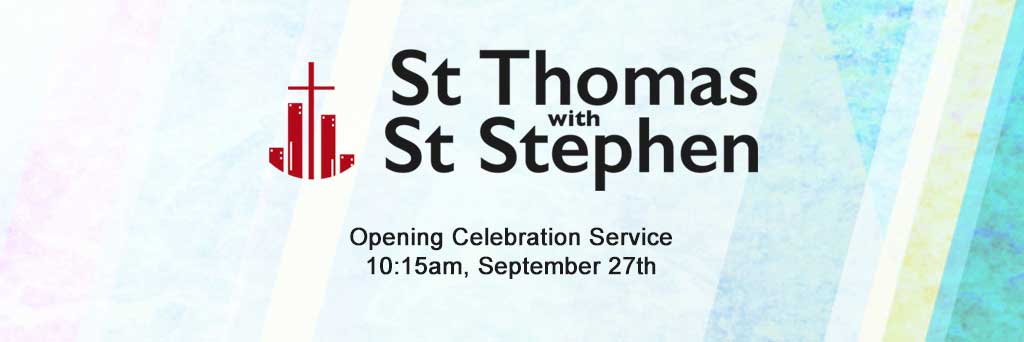 St Thomas
with
St Stephen
Opening Celebration Service
10:15am, September 27th